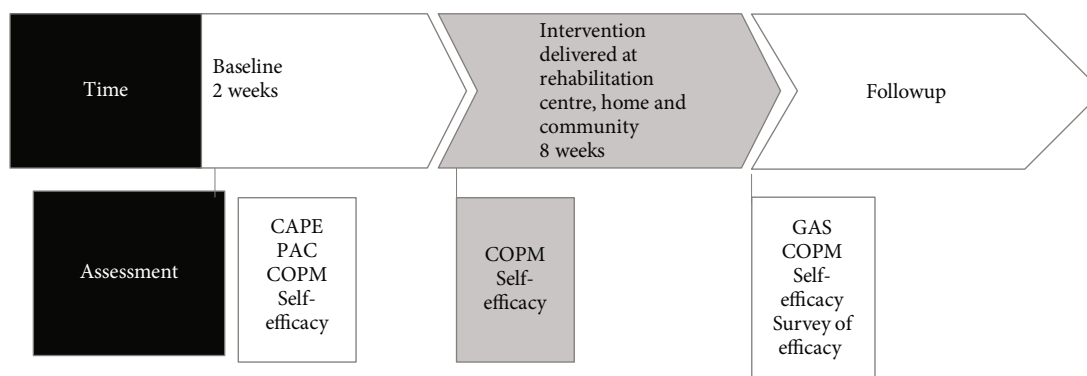 Time
Baseline
2 weeks
Intervention
delivered at
rehabilitation
centre, home and
community
8 weeks
Followup
Assessment
CAPE
PAC
COPM
Self-
efficacy
COPM
Self-
efficacy
GAS
COPM
Self-
efficacy
Survey of
efficacy